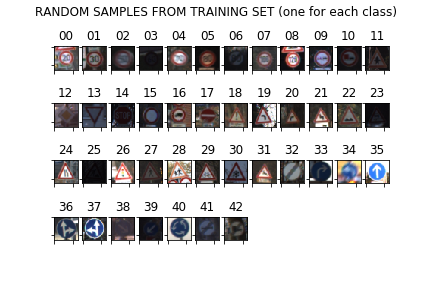 RANDOM SAMPLES FROM TRAINING SET (one for each class)
00 01 02 03 04 05 06 07 08 09 10 11
12 13 14 15 16 17 18 19 20 21 22 23
24 25 26 27 28 29 30 31 32 33 34 35
36 37 38 39 40 41 42